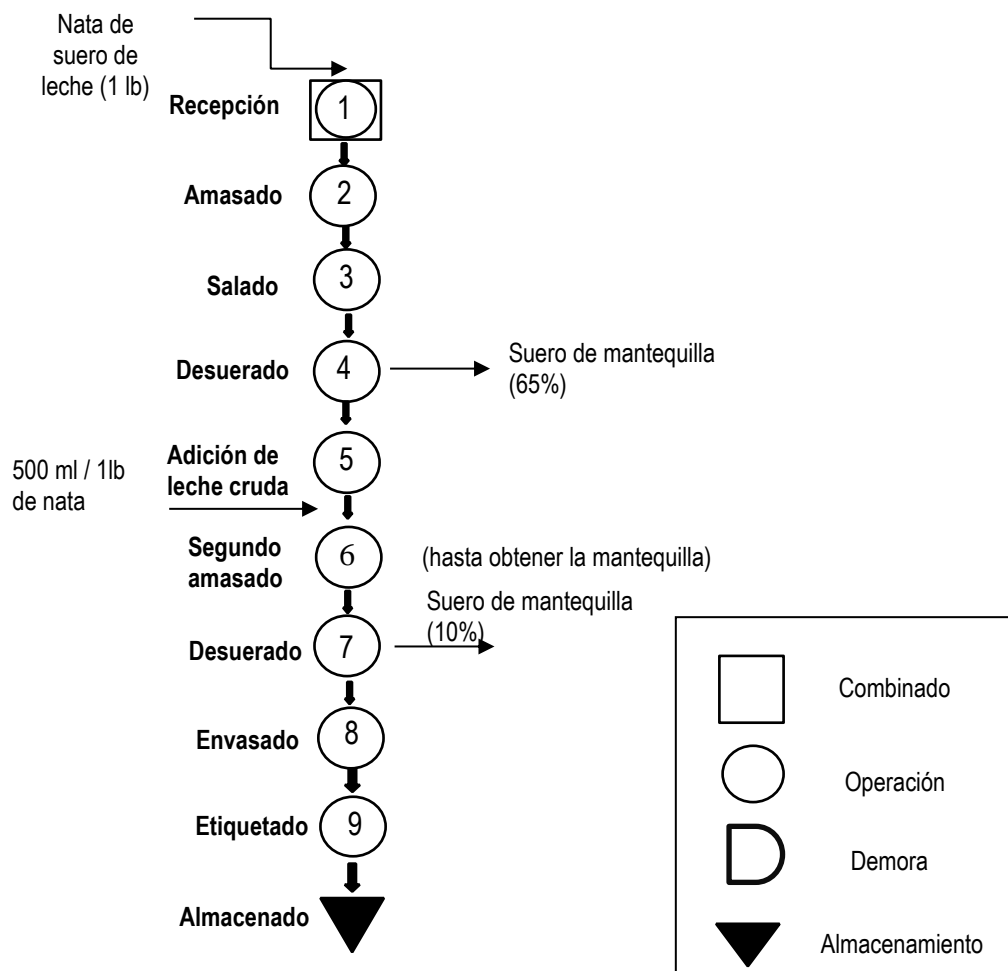 Nata de
suero de
leche (1 lb)
Recepción
1
Amasado
2
Salado
3
Desuerado
4
Suero de mantequilla
(65%)
500 ml / 1lb
de nata
Adición de
leche cruda
5
Segundo
amasado
6
(hasta obtener la mantequilla)
Desuerado
7
Suero de mantequilla
(10%)
Envasado
8
Etiquetado
9
Almacenado
Combinado
Operación
Demora
Almacenamiento